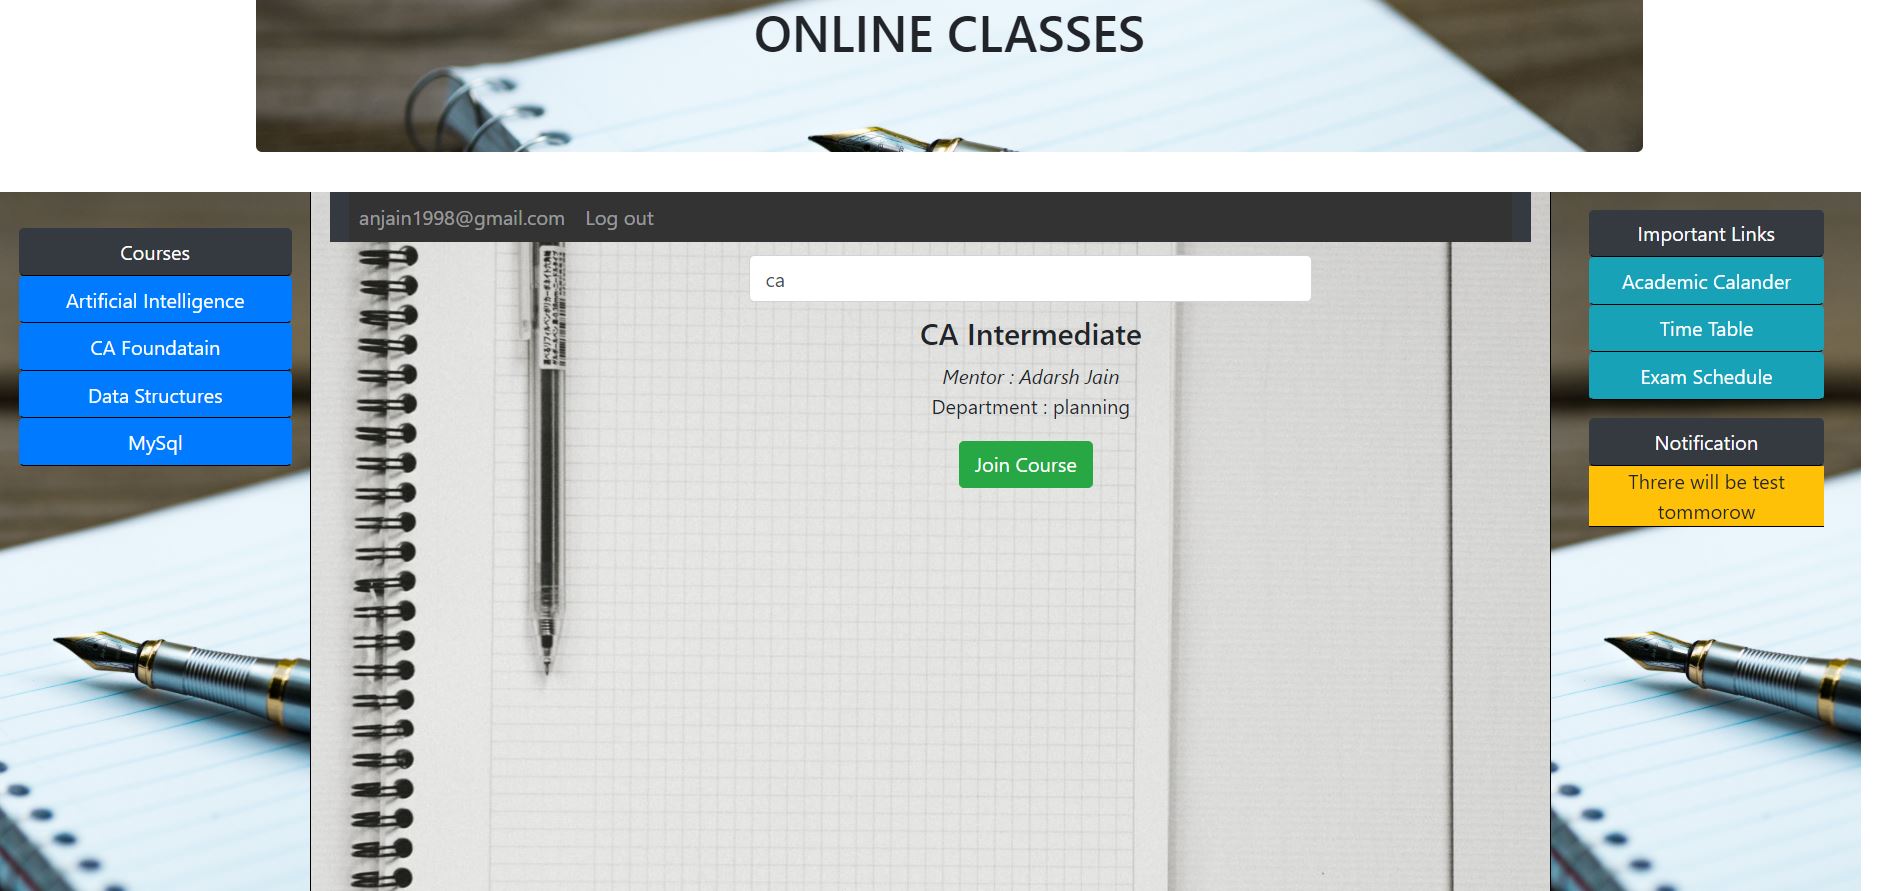 ONLINE CLASSES
anjain1998@gmail.com Log out
Courses
Artificial Intelligence
CA Foundatain
Data Structures
MySql
ca
CA Intermediate
Mentor : Adarsh Jain
Department : planning
Join Course
Important Links
Academic Calander
Time Table
Exam Schedule
Notification
Threre will be test
tommorow